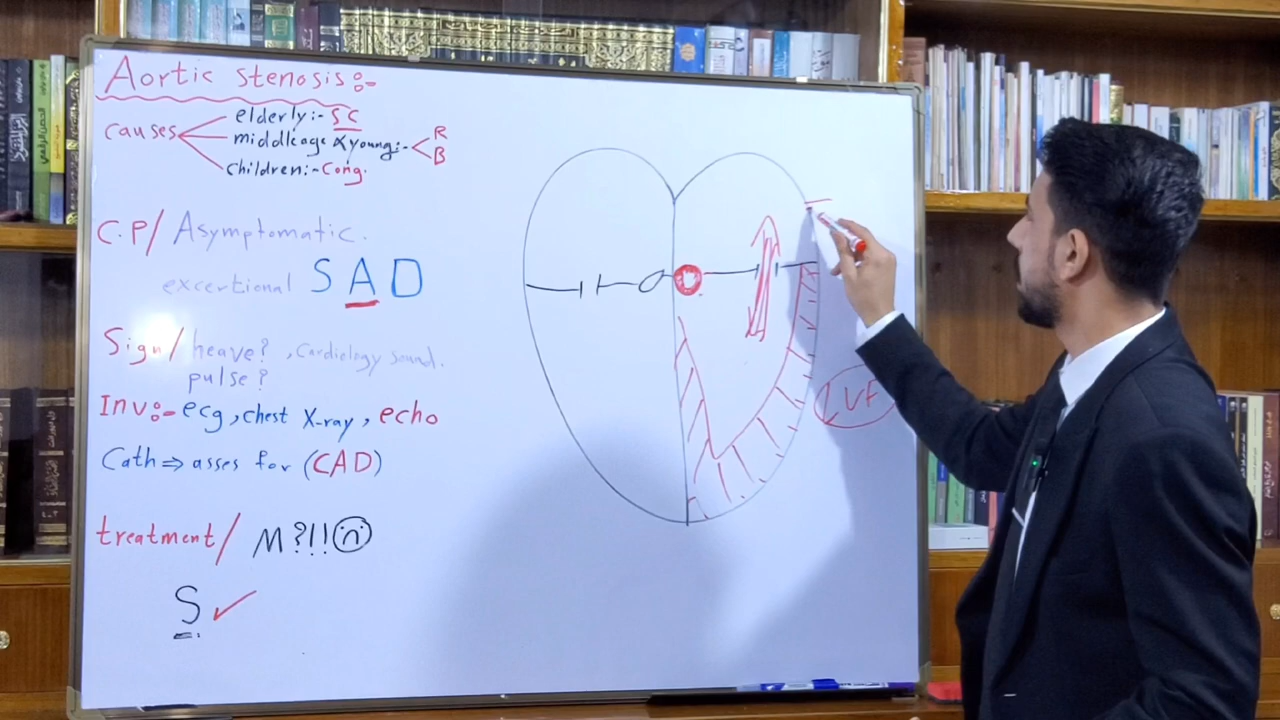 Aortic stenosis:-
causes
elderly:- SC
middleage & young:- R
B
children:- Cong.
C.P/ Asymptomatic.
excertional SAD
Sign/ heave?, Cardiology sound.
pulse?
Inv:- ecg, chest X-ray, echo
Cath⇒ asses for (CAD)
treatment/ M?!!
S✓
LVF